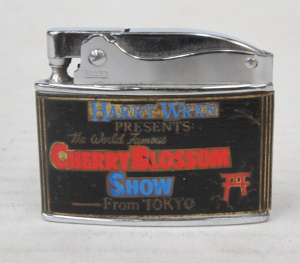 HARRY WREN
PRESENTS
The World Famous
CHERRY BLOSSOM
SHOW
From TOKYO